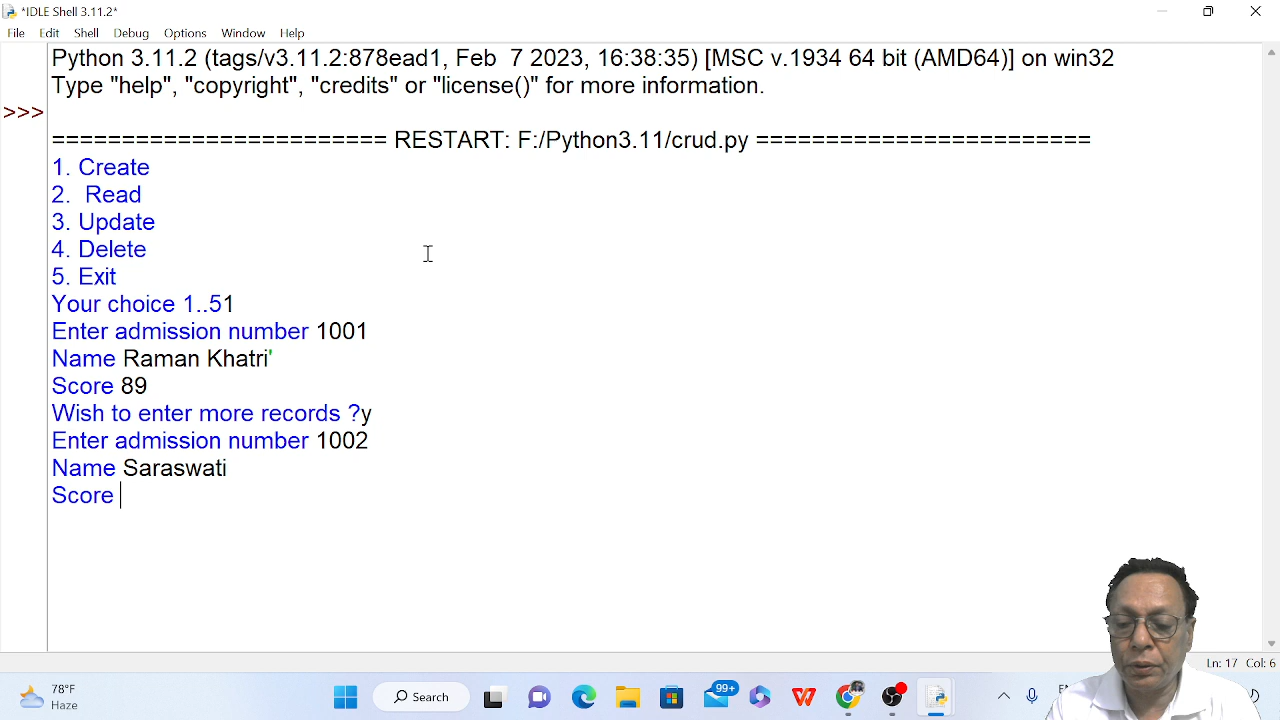 *IDLE Shell 3.11.2*
File Edit Shell Debug Options Window Help
Python 3.11.2 (tags/v3.11.2:878ead1, Feb  7 2023, 16:38:35) [MSC v.1934 64 bit (AMD64)] on win32
Type "help", "copyright", "credits" or "license()" for more information.
>>>
======================== RESTART: F:/Python3.11/crud.py ========================
1. Create
2.  Read
3. Update
4. Delete
5. Exit
Your choice 1..51
Enter admission number 1001
Name Raman Khatri'
Score 89
Wish to enter more records ?y
Enter admission number 1002
Name Saraswati
Score
Ln: 17 Col: 6
78°F
Haze
Search
99+